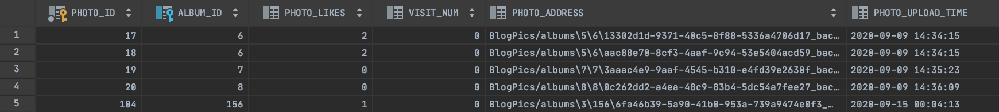 PHOTO_ID ALBUM_ID PHOTO_LIKES VISIT_NUM PHOTO_ADDRESS PHOTO_UPLOAD_TIME
1 17 6 2 0 BlogPics/albums\5\6\13302d1d-9371-40c5-8f88-5336a4706d17_bac… 2020-09-09 14:34:15
2 18 6 2 0 BlogPics/albums\5\6\aac88e70-8cf3-4aaf-9c94-53e5404acd59_bac… 2020-09-09 14:34:15
3 19 7 0 0 BlogPics/albums\7\7\3aaac4e9-9aaf-4545-b310-e4fd39e2630f_bac… 2020-09-09 14:35:23
4 20 8 0 0 BlogPics/albums\8\8\0c262dd2-a4ea-48c9-83b4-5dc54a7fee27_bac… 2020-09-09 14:36:09
5 104 156 1 0 BlogPics/albums\3\156\6fa46b39-5a90-41b0-953a-739a9474e0f3_… 2020-09-15 00:04:13